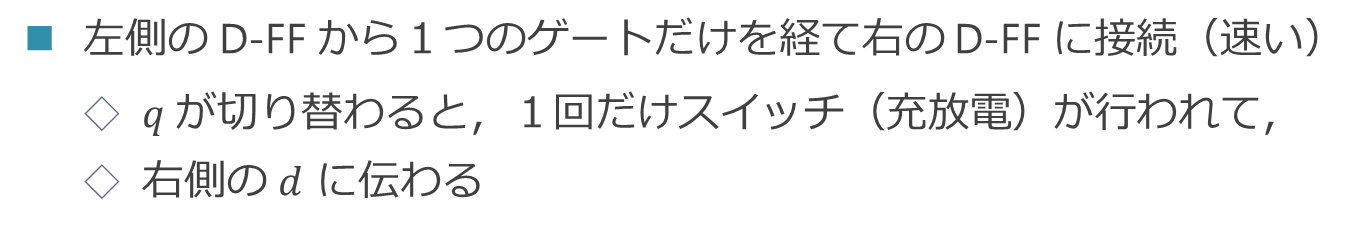 ■ 左側の D-FF から１つのゲートだけを経て右の D-FF に接続（速い）
◇ q が切り替わると，１回だけスイッチ（充放電）が行われて，
◇ 右側の d に伝わる